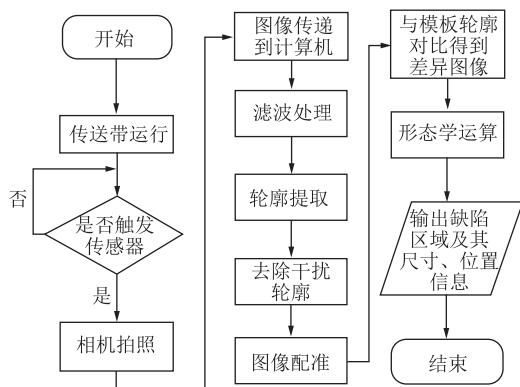 开始
传送带运行
否
是否触发
传感器
是
相机拍照
图像传递
到计算机
滤波处理
轮廓提取
去除干扰
轮廓
图像配准
与模板轮廓
对比得到
差异图像
形态学运算
输出缺陷
区域及其
尺寸、位置
信息
结束